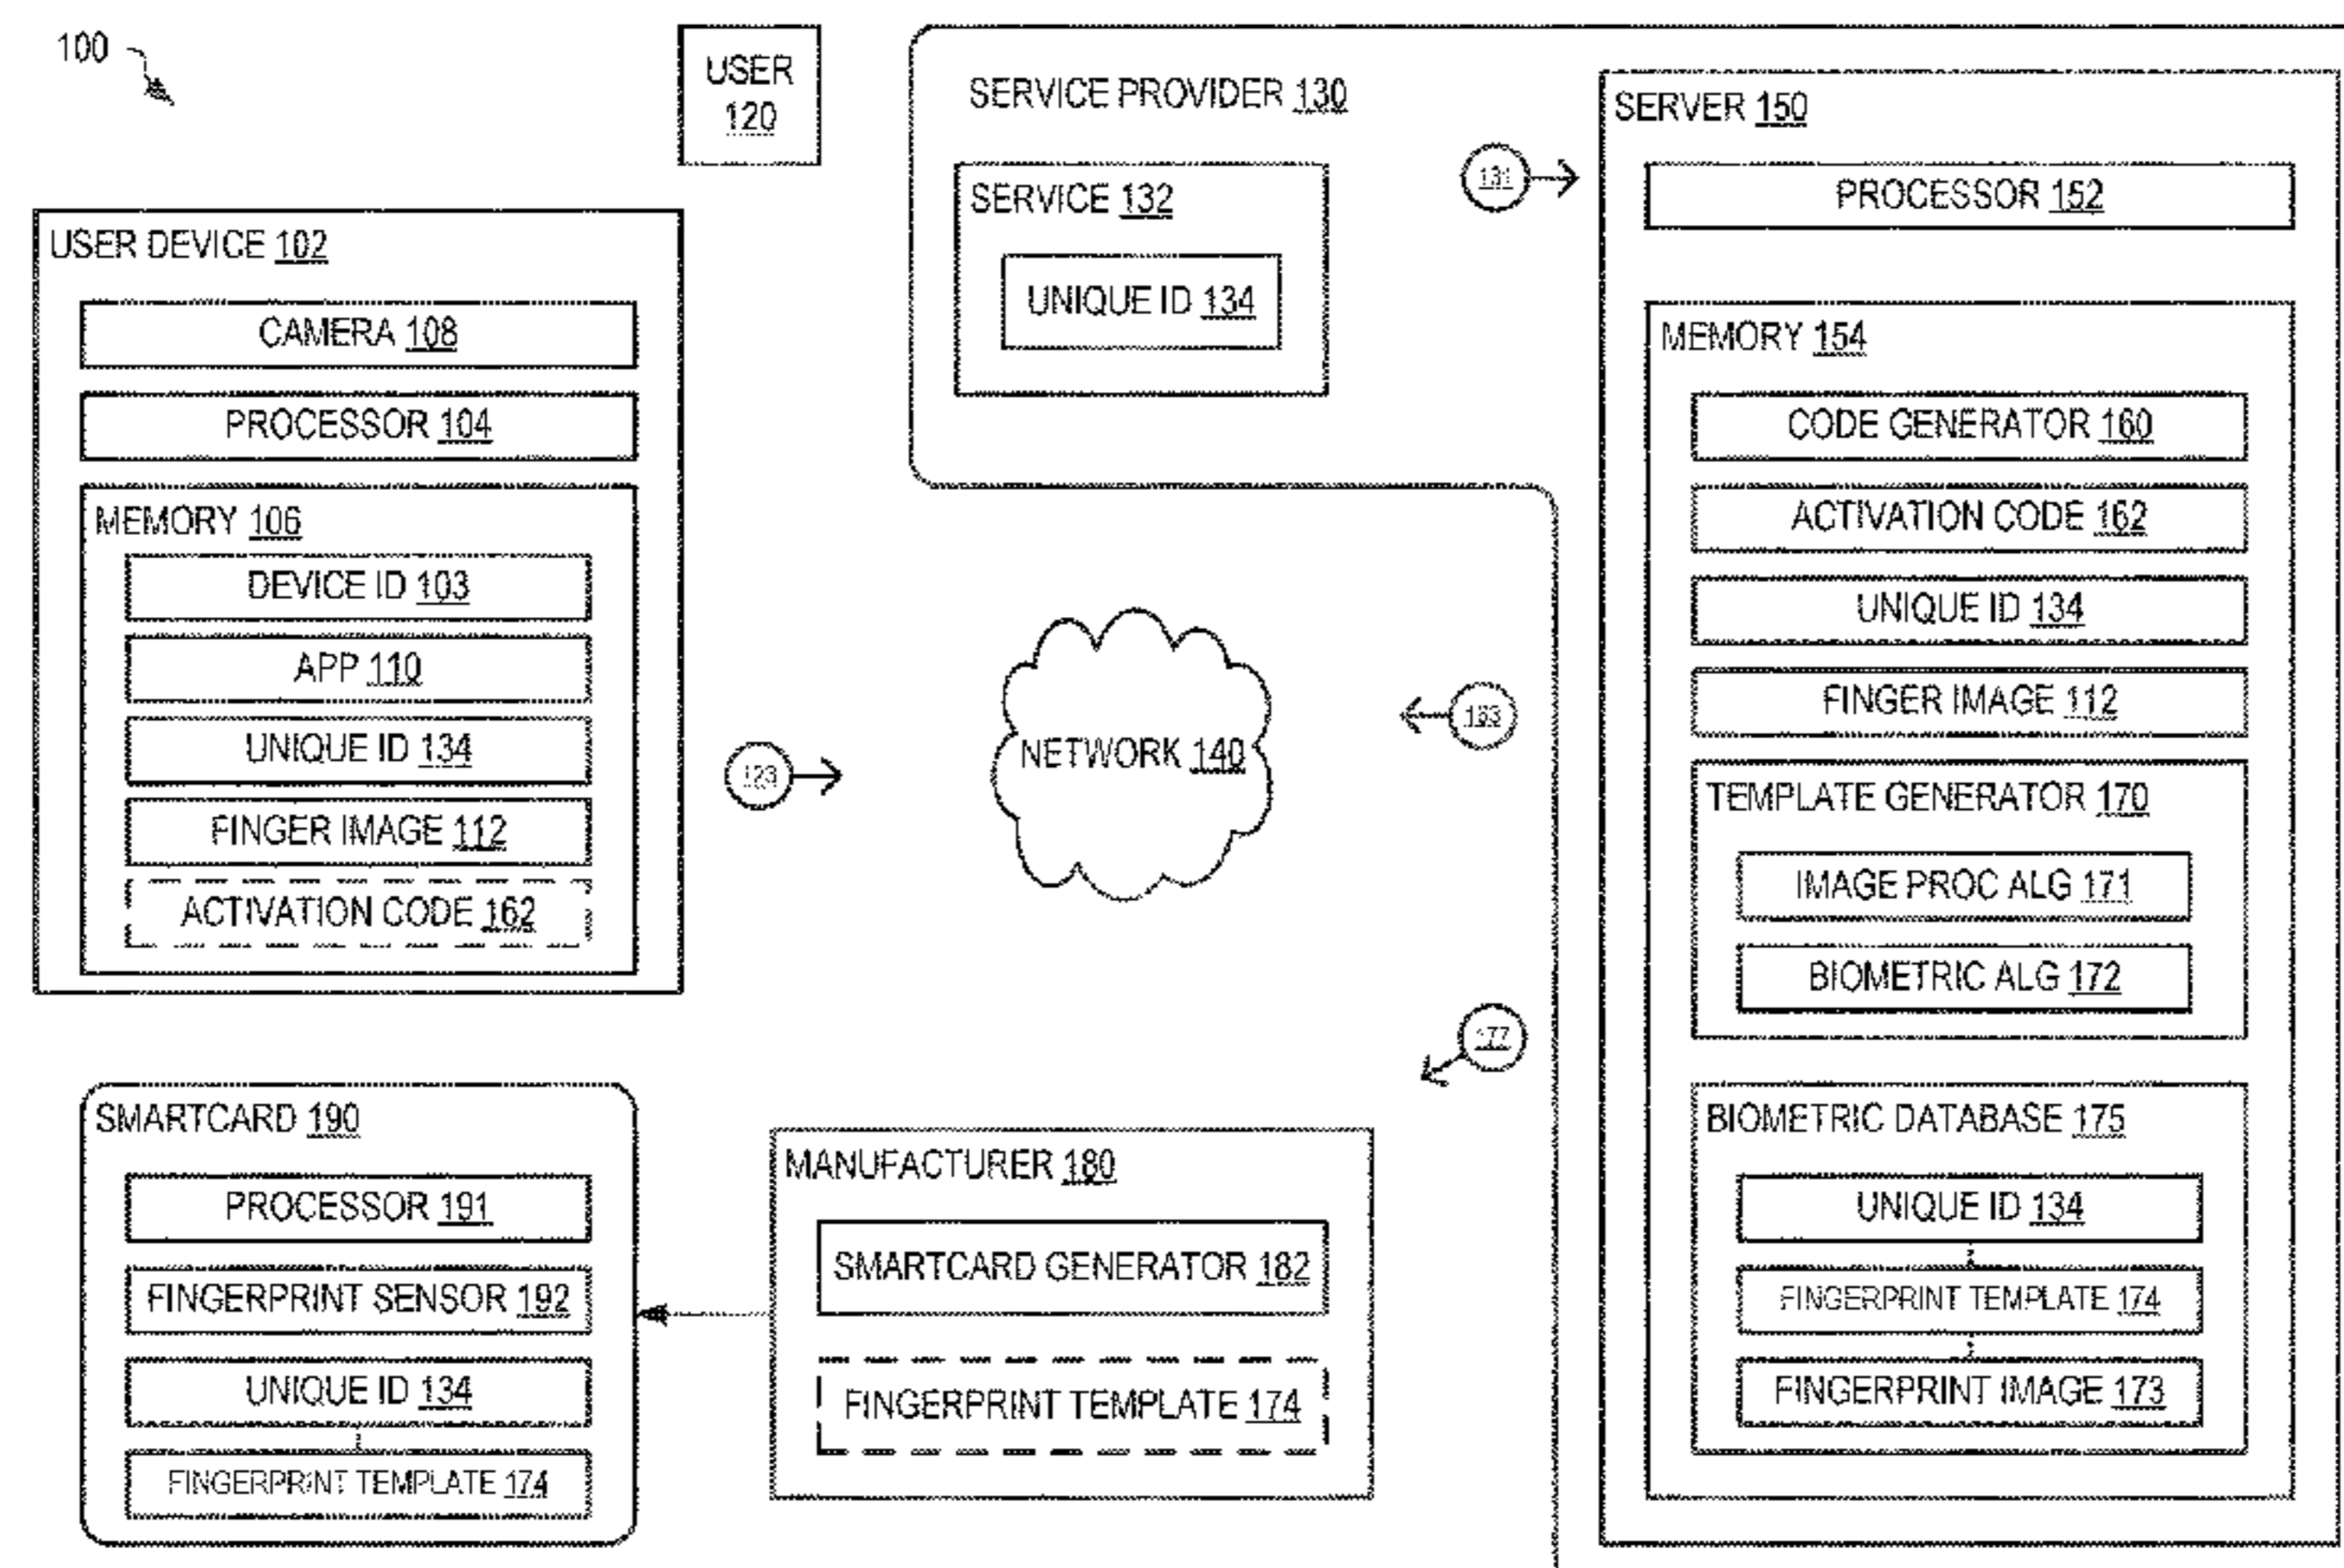 100
USER
120
SERVICE PROVIDER 130
SERVICE 132
UNIQUE ID 134
131
SERVER 150
PROCESSOR 152
MEMORY 154
CODE GENERATOR 160
ACTIVATION CODE 162
UNIQUE ID 134
FINGER IMAGE 112
TEMPLATE GENERATOR 170
IMAGE PROC ALG 171
BIOMETRIC ALG 172
BIOMETRIC DATABASE 175
UNIQUE ID 134
FINGERPRINT TEMPLATE 174
FINGERPRINT IMAGE 173
USER DEVICE 102
CAMERA 108
PROCESSOR 104
MEMORY 106
DEVICE ID 103
APP 110
UNIQUE ID 134
FINGER IMAGE 112
ACTIVATION CODE 162
123
NETWORK 140
163
177
SMARTCARD 190
PROCESSOR 191
FINGERPRINT SENSOR 192
UNIQUE ID 134
FINGERPRINT TEMPLATE 174
MANUFACTURER 180
SMARTCARD GENERATOR 182
FINGERPRINT TEMPLATE 174